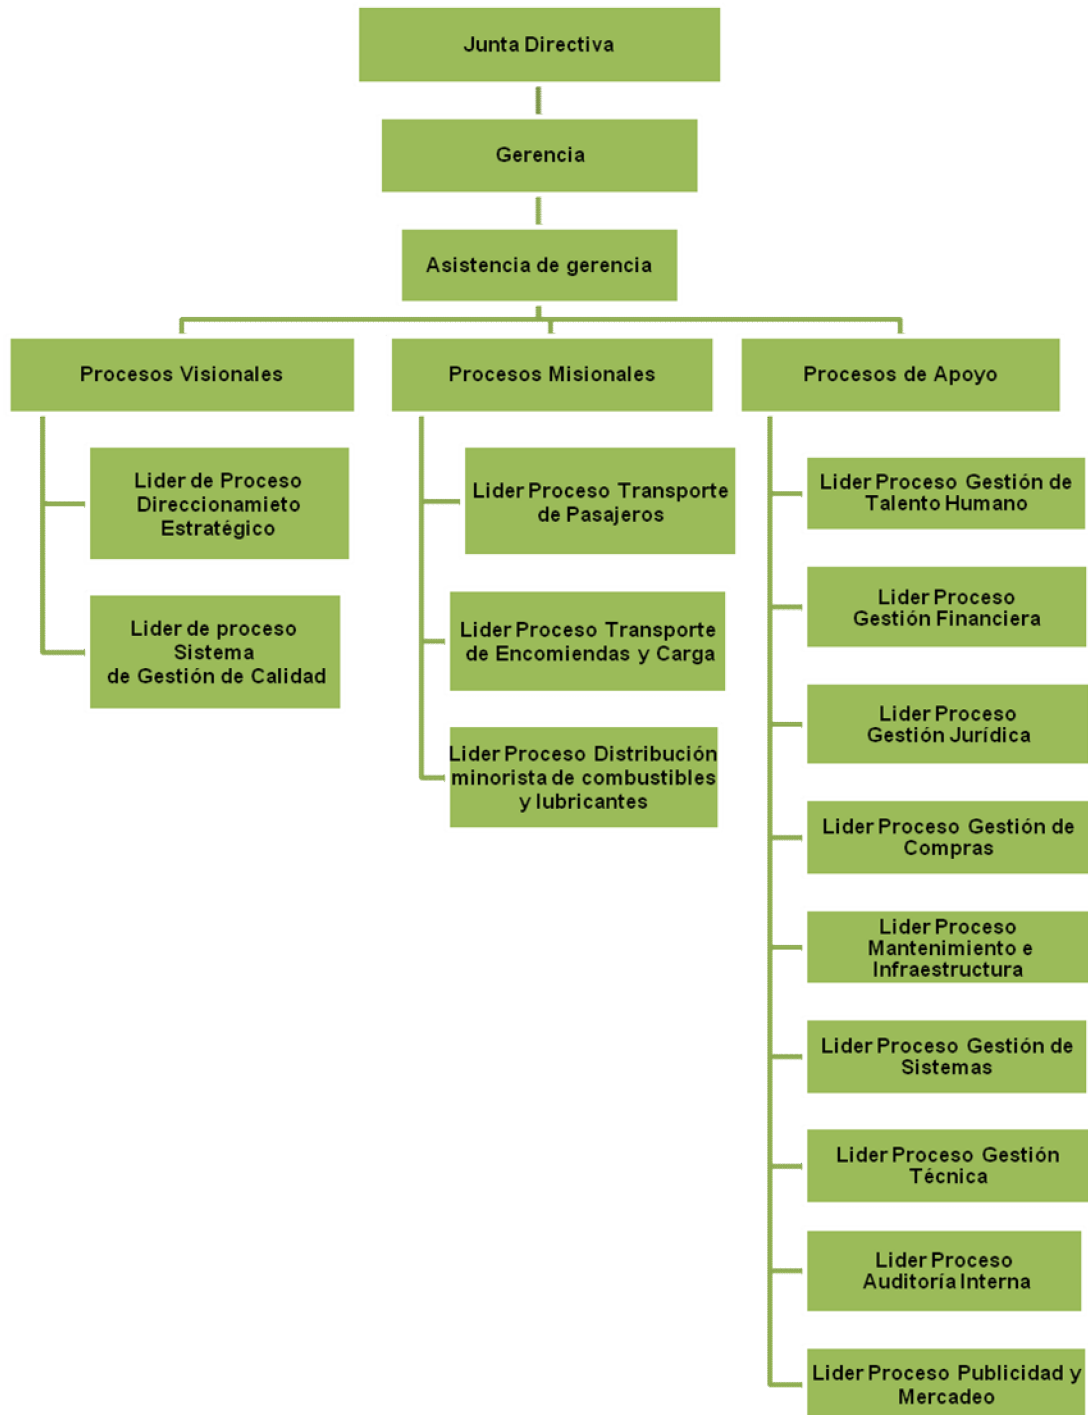 Junta Directiva
Gerencia
Asistencia de gerencia
Procesos Visionales
Lider de Proceso
Direccionamieto
Estratégico
Lider de proceso
Sistema
de Gestión de Calidad
Procesos Misionales
Lider Proceso Transporte
de Pasajeros
Lider Proceso Transporte
de Encomiendas y Carga
Lider Proceso Distribución
minorista de combustibles
y lubricantes
Procesos de Apoyo
Lider Proceso Gestión de
Talento Humano
Lider Proceso
Gestión Financiera
Lider Proceso
Gestión Jurídica
Lider Proceso Gestión de
Compras
Lider Proceso
Mantenimiento e
Infraestructura
Lider Proceso Gestión de
Sistemas
Lider Proceso Gestión
Técnica
Lider Proceso
Auditoría Interna
Lider Proceso Publicidad y
Mercadeo